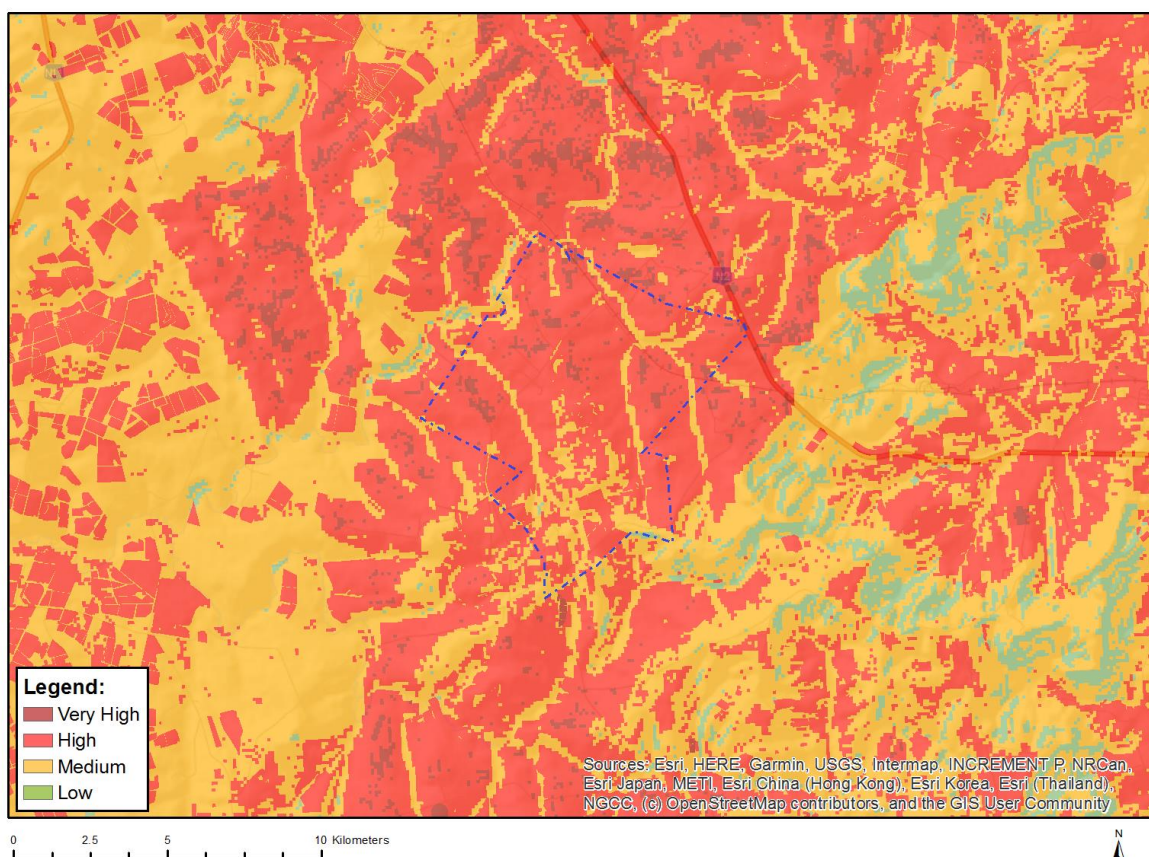 Legend:
Very High
High
Medium
Low
Sources: Esri, HERE, Garmin, USGS, Intermap, INCREMENT P, NRCan,
Esri Japan, METI, Esri China (Hong Kong), Esri Korea, Esri (Thailand),
NGCC, (c) OpenStreetMap contributors, and the GIS User Community
0 2.5 5 10 Kilometers
N